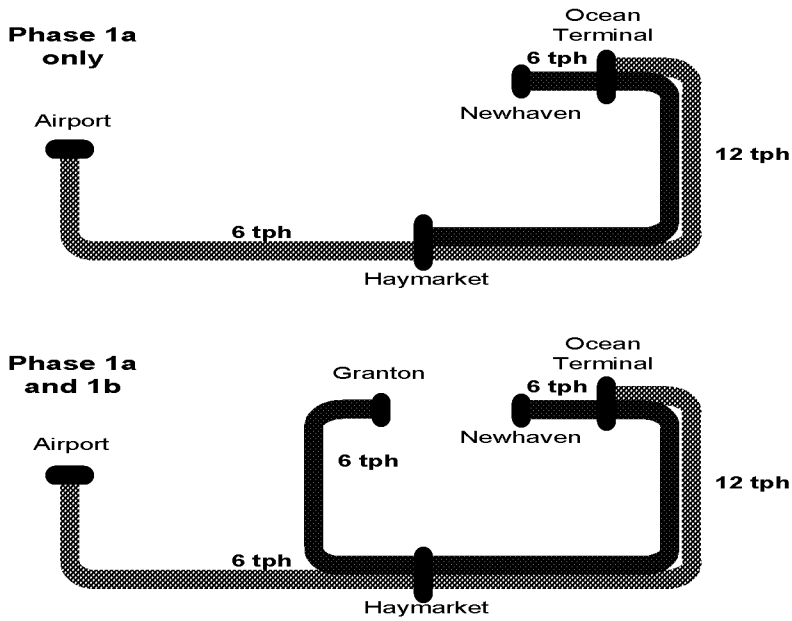 Phase 1a
only
Ocean
Terminal
6 tph
Newhaven
Airport
12 tph
6 tph
Haymarket
Phase 1a
and 1b
Ocean
Terminal
Granton
6 tph
Newhaven
Airport
6 tph
12 tph
6 tph
Haymarket